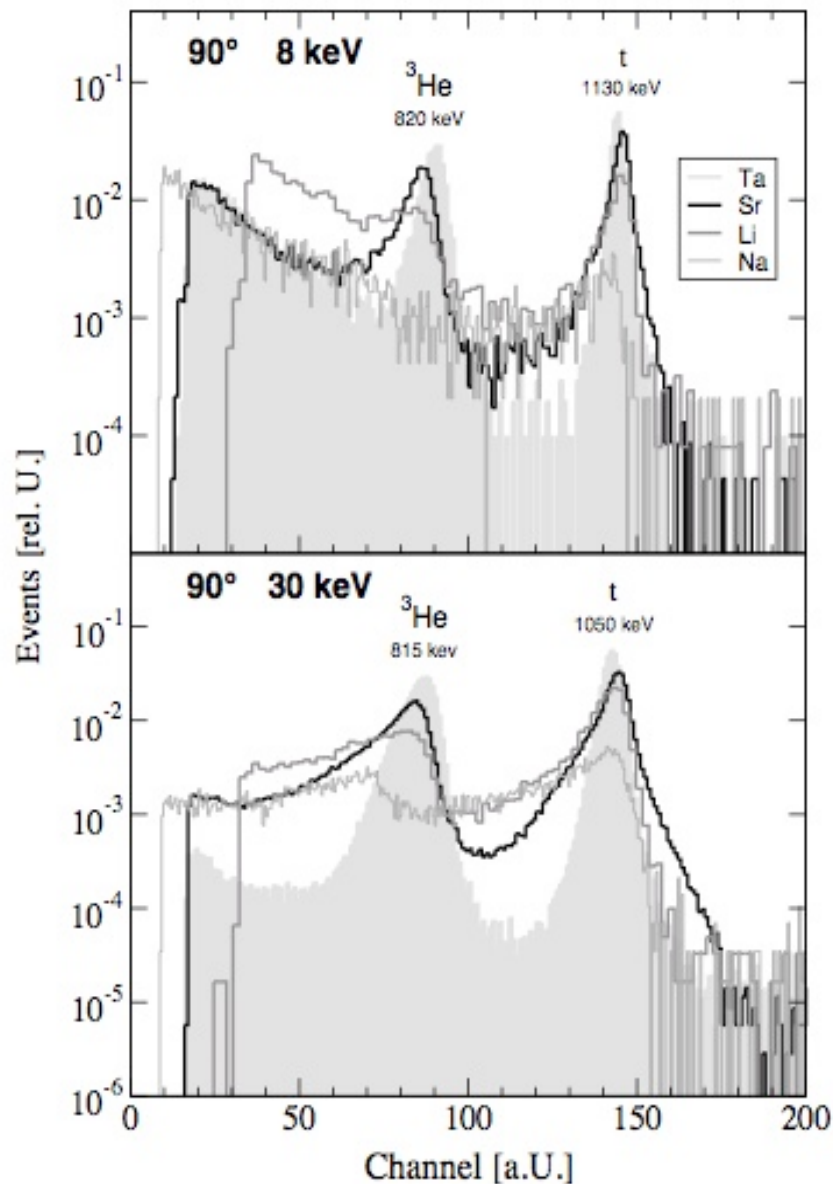 90° 8 keV
³He
820 keV
t
1130 keV
Ta
Sr
Li
Na
10⁻¹
10⁻²
10⁻³
10⁻⁴
Events [rel. U.]
90° 30 keV
³He
815 kev
t
1050 keV
10⁻¹
10⁻²
10⁻³
10⁻⁴
10⁻⁵
10⁻⁶
0 50 100 150 200
Channel [a.U.]